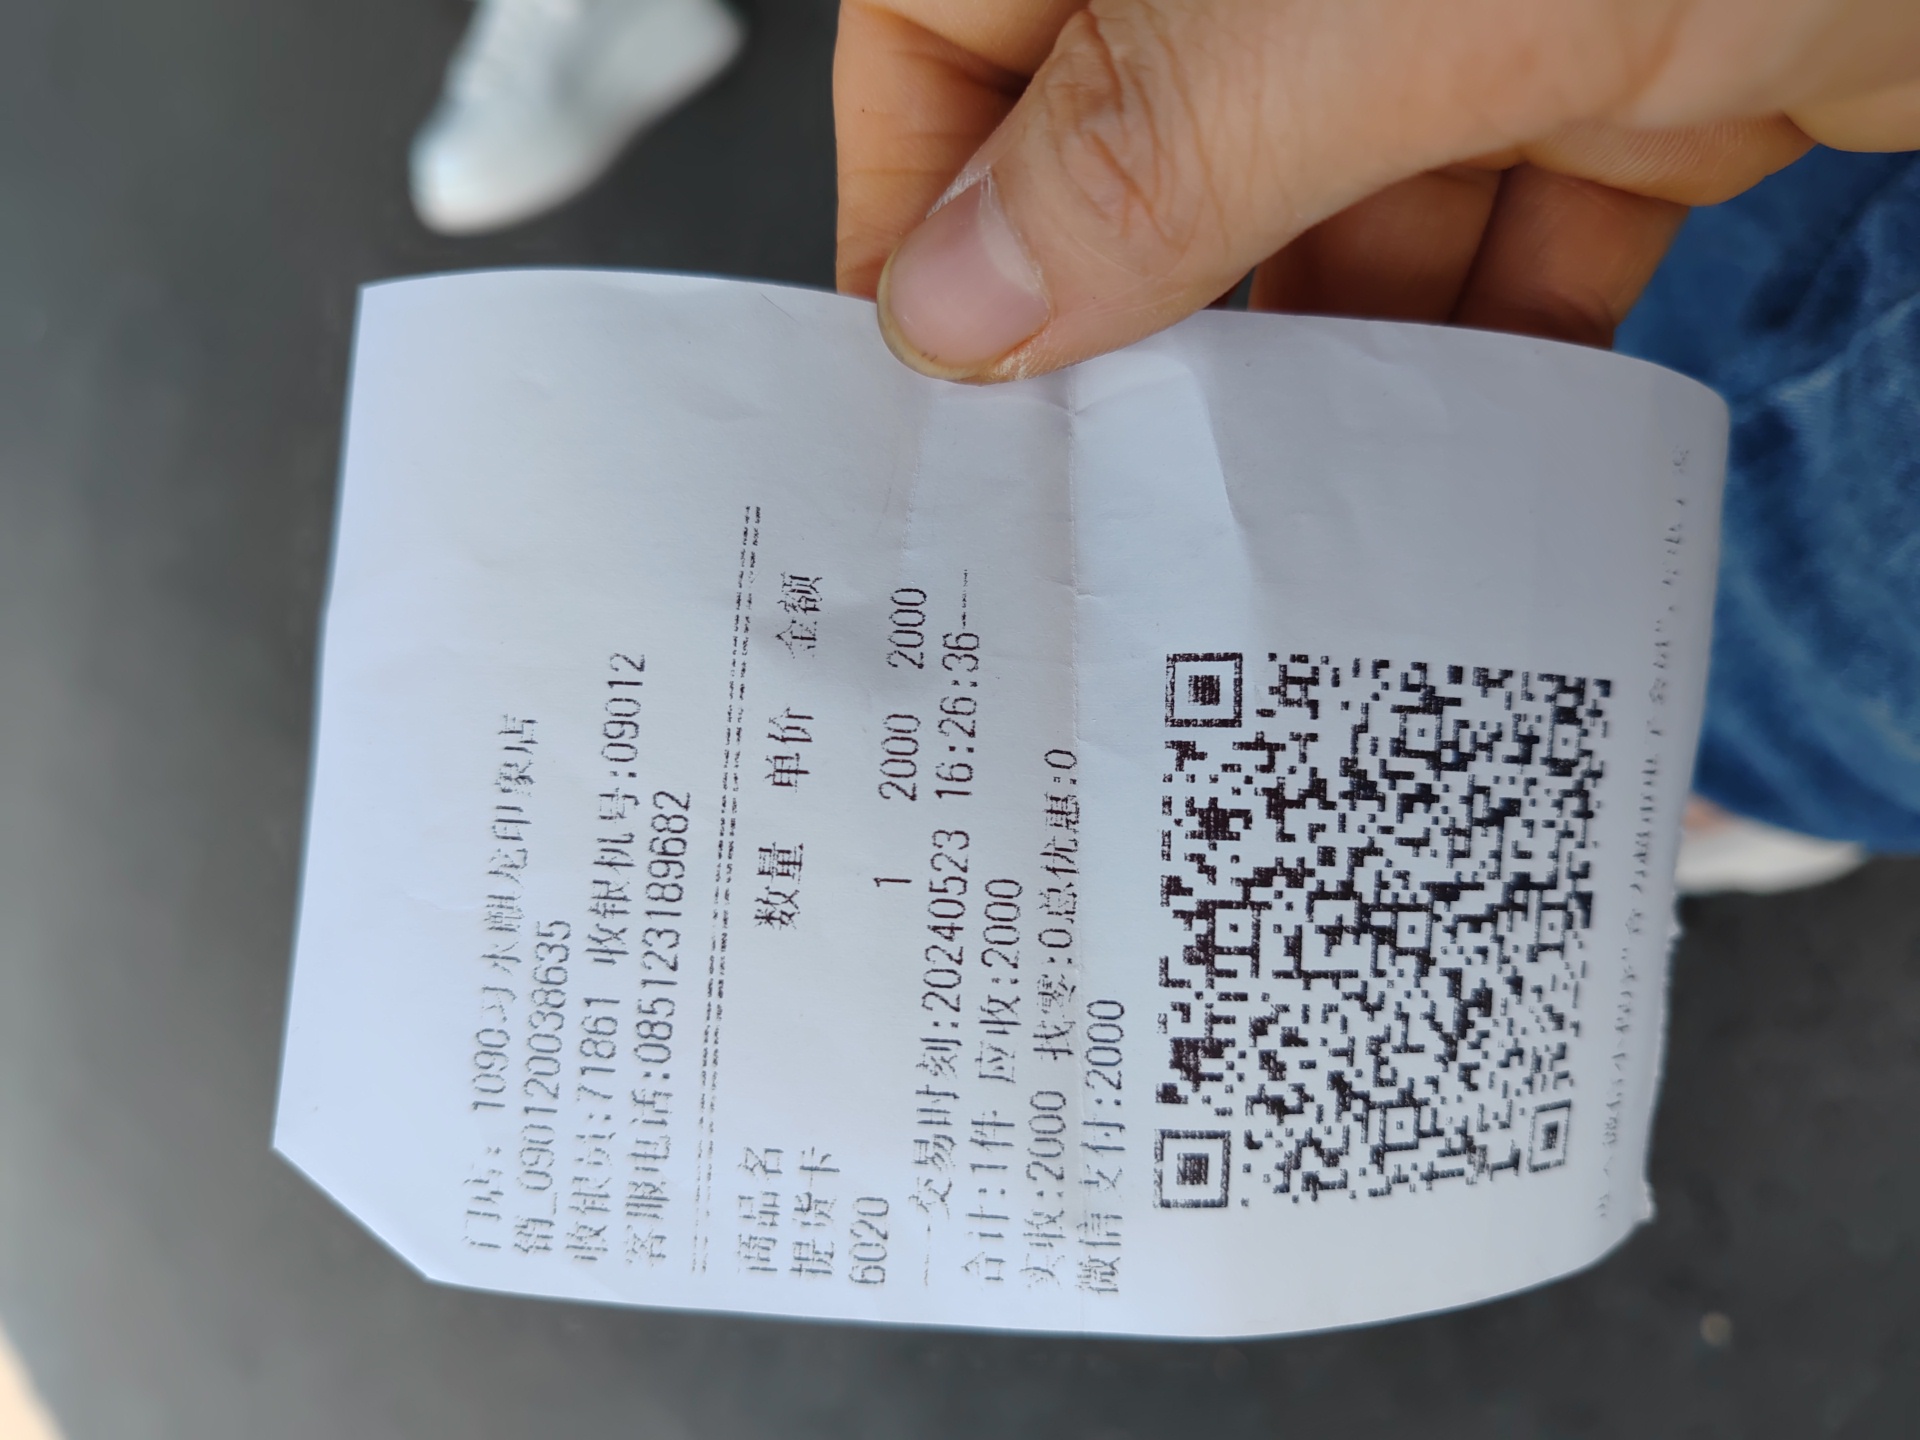 门店: 1090习水麒龙印象店
销_090120038635
收银员:71861 收银机号:09012
客服电话:085123189682
商品名 数量 单价 金额
提货卡
6020 1 2000 2000
----交易时刻:20240523 16:26:36----
合计:1件 应收:2000
实收:2000 找零:0总优惠:0
微信支付:2000